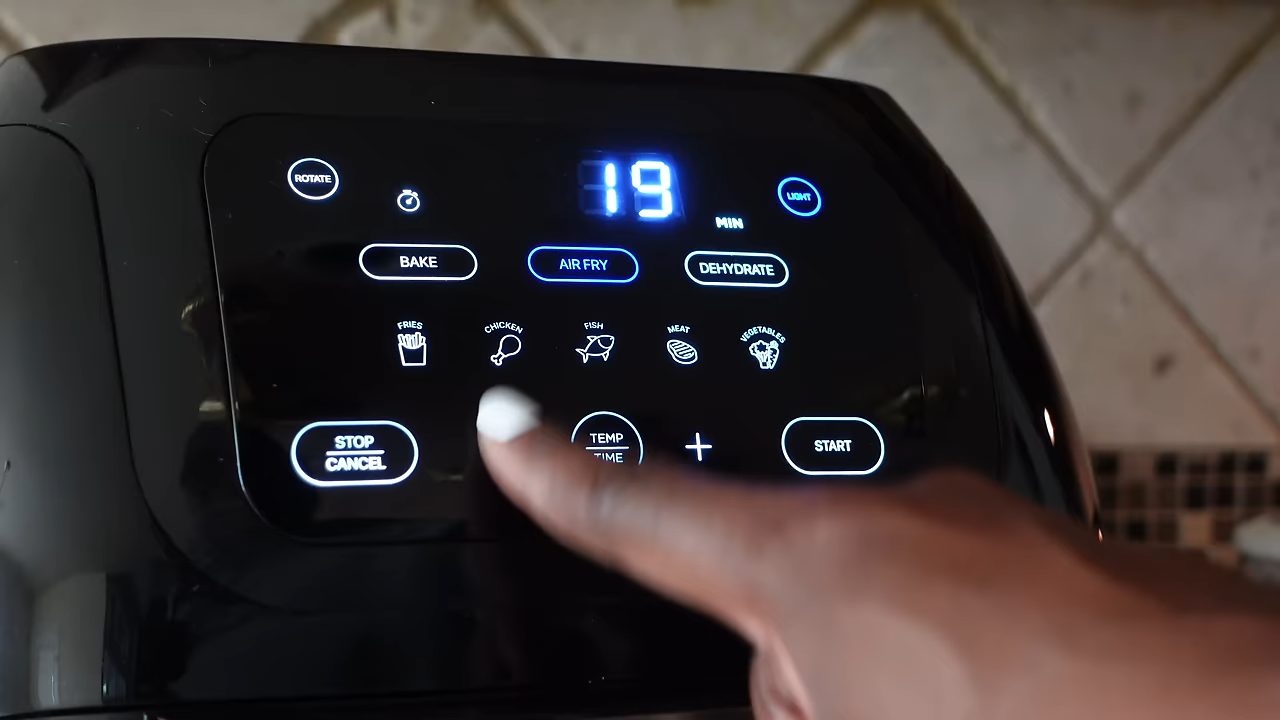 ROTATE
19
MIN
LIGHT
BAKE
AIR FRY
DEHYDRATE
FRIES
CHICKEN
FISH
MEAT
VEGETABLES
STOP
CANCEL
TEMP
TIME
+
START